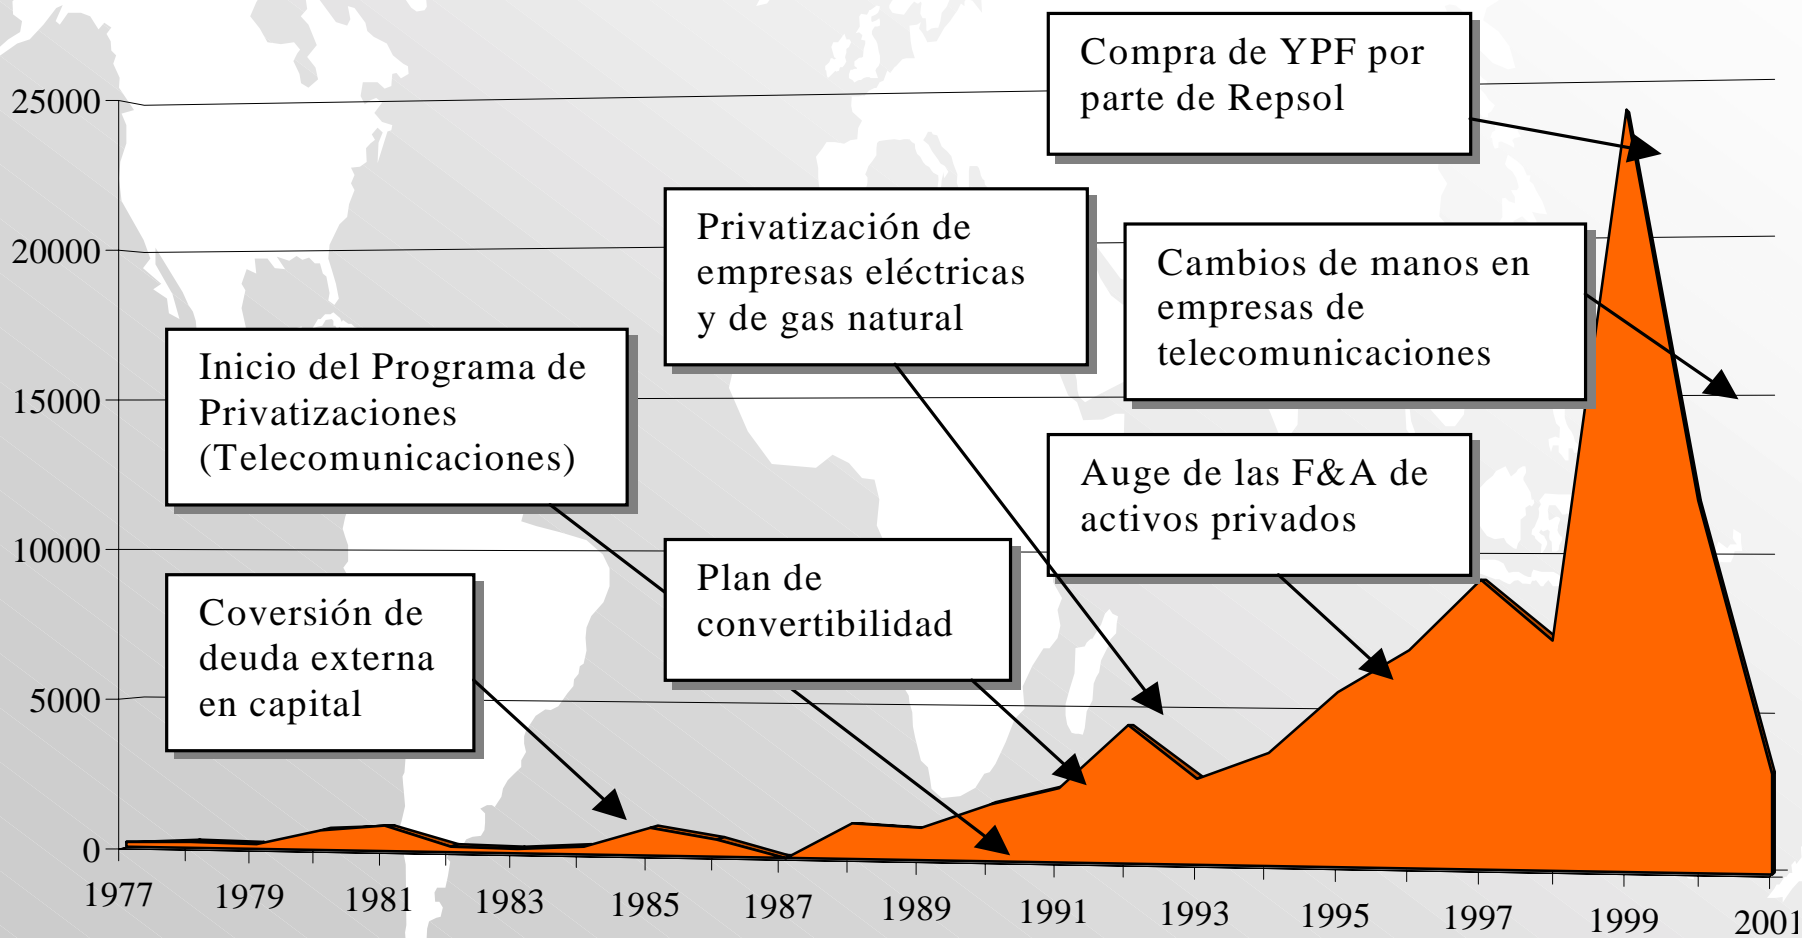 Compra de YPF por
parte de Repsol
25000
Privatización de
empresas eléctricas
y de gas natural
20000
Cambios de manos en
empresas de
telecomunicaciones
Inicio del Programa de
Privatizaciones
(Telecomunicaciones)
15000
Auge de las F&A de
activos privados
10000
Plan de
convertibilidad
Coversión de
deuda externa
en capital
5000
0
1977 1979 1981 1983 1985 1987 1989 1991 1993 1995 1997 1999 2001